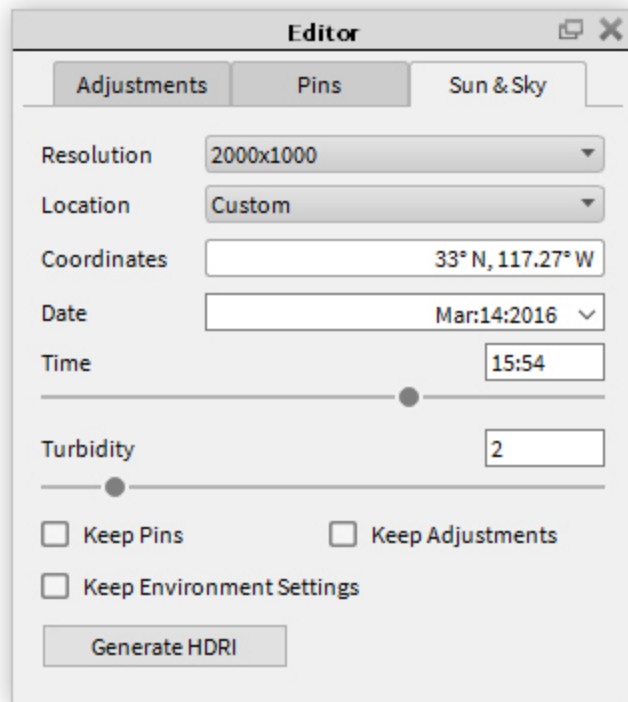 Editor
Adjustments Pins Sun & Sky
Resolution 2000x1000
Location Custom
Coordinates 33° N, 117.27° W
Date Mar:14:2016
Time 15:54
Turbidity 2
Keep Pins Keep Adjustments
Keep Environment Settings
Generate HDRI